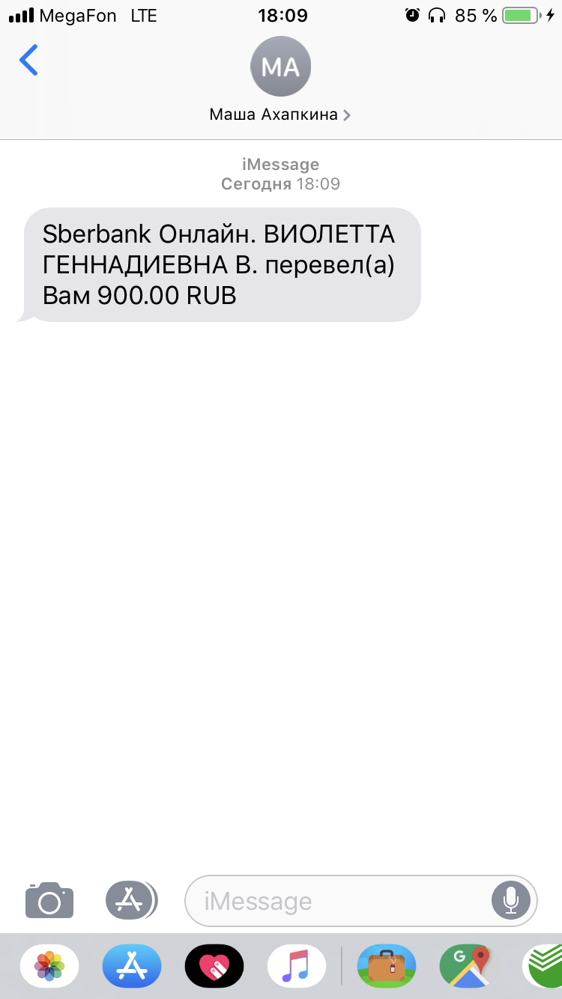 MegaFon LTE 18:09 85 %
MA
Маша Ахапкина
iMessage
Сегодня 18:09
Sberbank Онлайн. ВИОЛЕТТА
ГЕННАДИЕВНА В. перевел(а)
Вам 900.00 RUB
iMessage
G